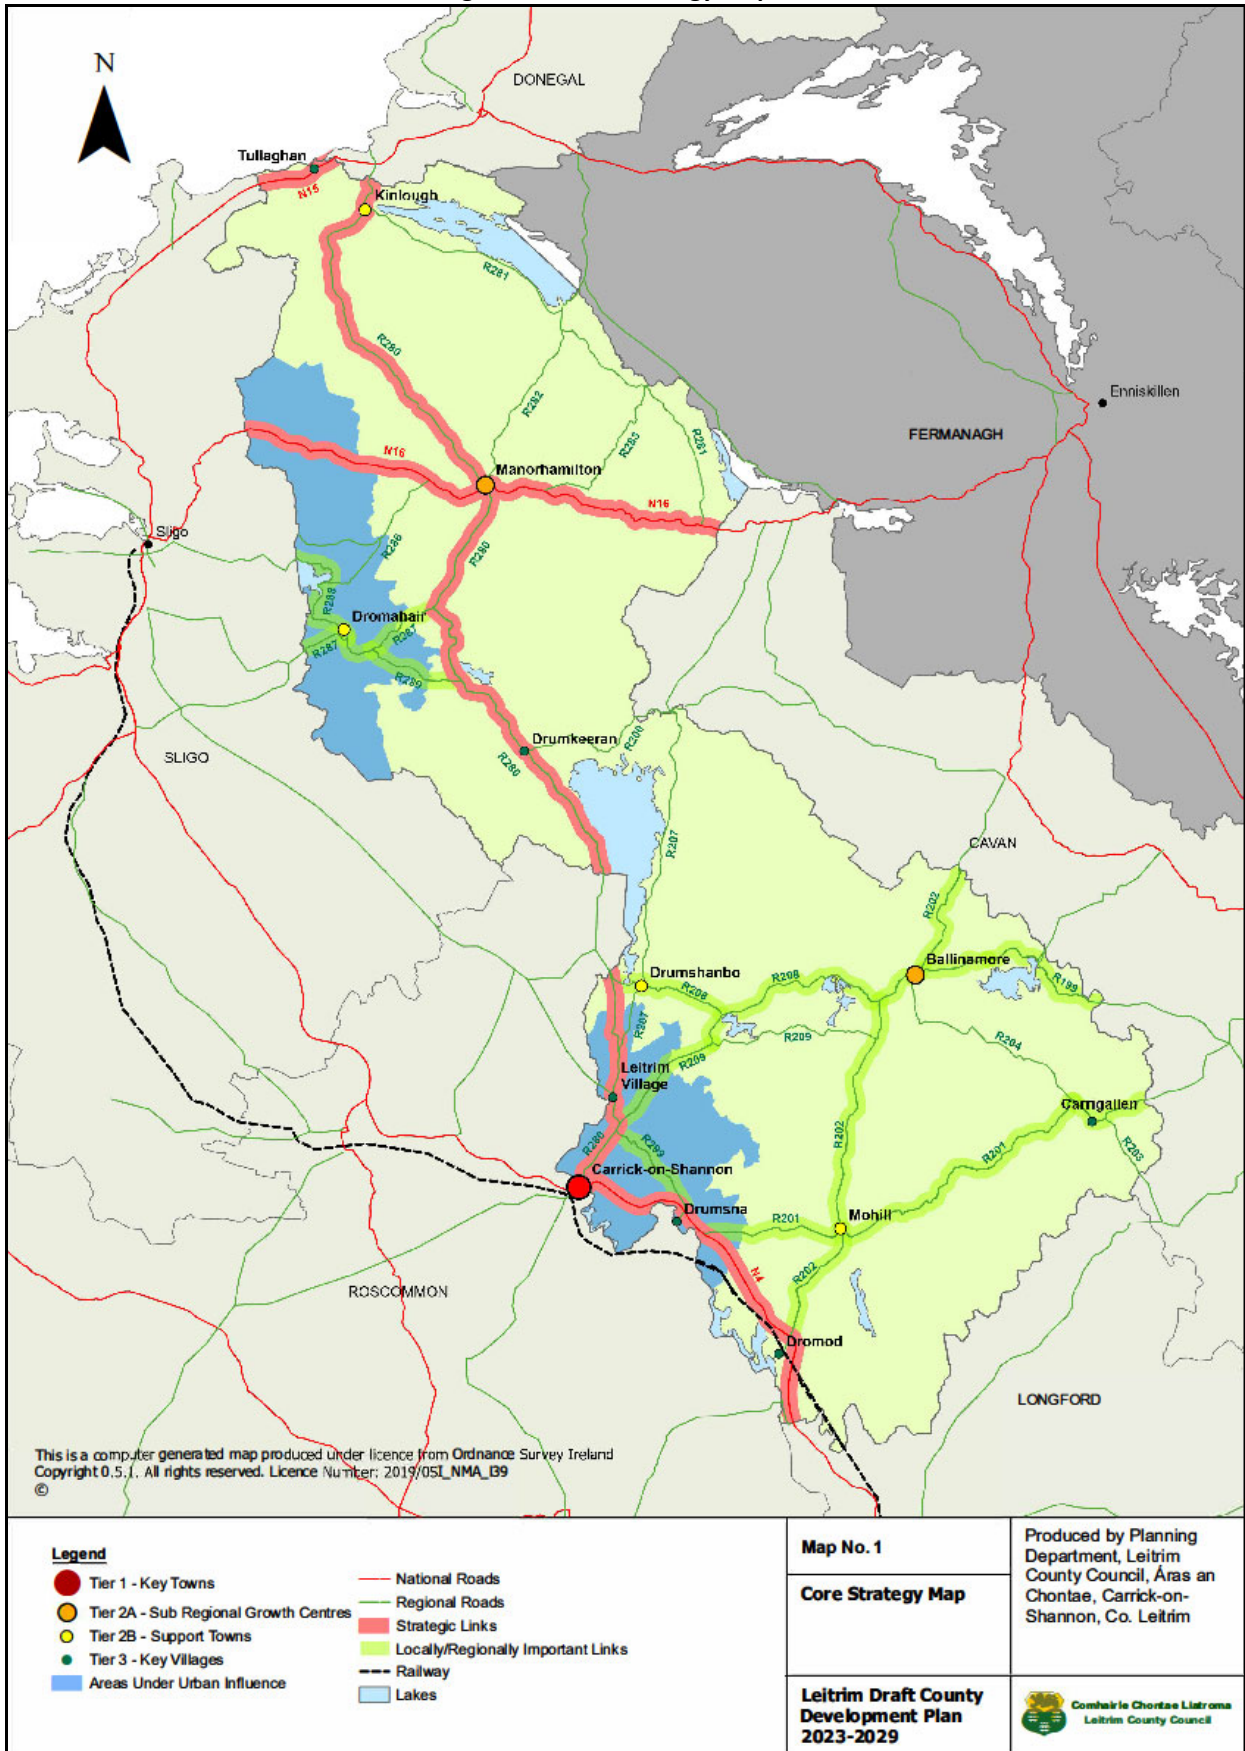 N
DONEGAL
Tullaghan
N15
Kinlough
R281
R280
R282
R283
R281
Enniskillen
FERMANAGH
N16
Manorhamilton
N16
Sligo
R286
R280
R288
Dromahair
R287
R287
R289
Drumkeeran
R200
SLIGO
R280
R207
CAVAN
R202
Ballinamore
Drumshanbo
R208
R208
R199
R207
R209
R209
R204
Leitrim
Village
Carrigallen
R280
R299
R202
R201
R203
Carrick-on-Shannon
Drumsna
R201
Mohill
N4
R202
ROSCOMMON
Dromod
LONGFORD
This is a computer generated map produced under licence from Ordnance Survey Ireland
Copyright 0.5.1. All rights reserved. Licence Number: 2019/0SI_NMA_139
©
Legend
Tier 1 - Key Towns
Tier 2A - Sub Regional Growth Centres
Tier 2B - Support Towns
Tier 3 - Key Villages
Areas Under Urban Influence
National Roads
Regional Roads
Strategic Links
Locally/Regionally Important Links
Railway
Lakes
Map No. 1
Core Strategy Map
Leitrim Draft County
Development Plan
2023-2029
Produced by Planning
Department, Leitrim
County Council, Áras an
Chontae, Carrick-on-
Shannon, Co. Leitrim
Comhairle Chontae Liatroma
Leitrim County Council